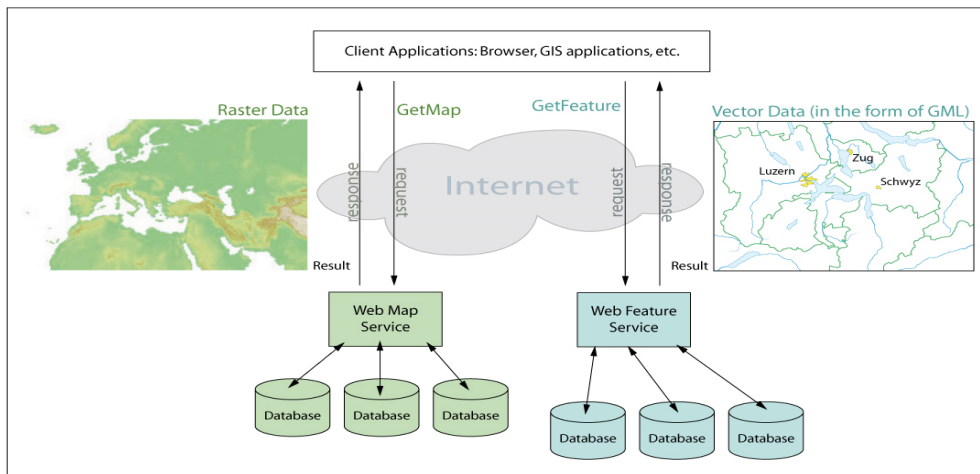 Client Applications: Browser, GIS applications, etc.
Raster Data
GetMap
GetFeature
Vector Data (in the form of GML)
response
request
Internet
request
response
Zug
Luzern
Schwyz
Result
Result
Web Map
Service
Web Feature
Service
Database
Database
Database
Database
Database
Database